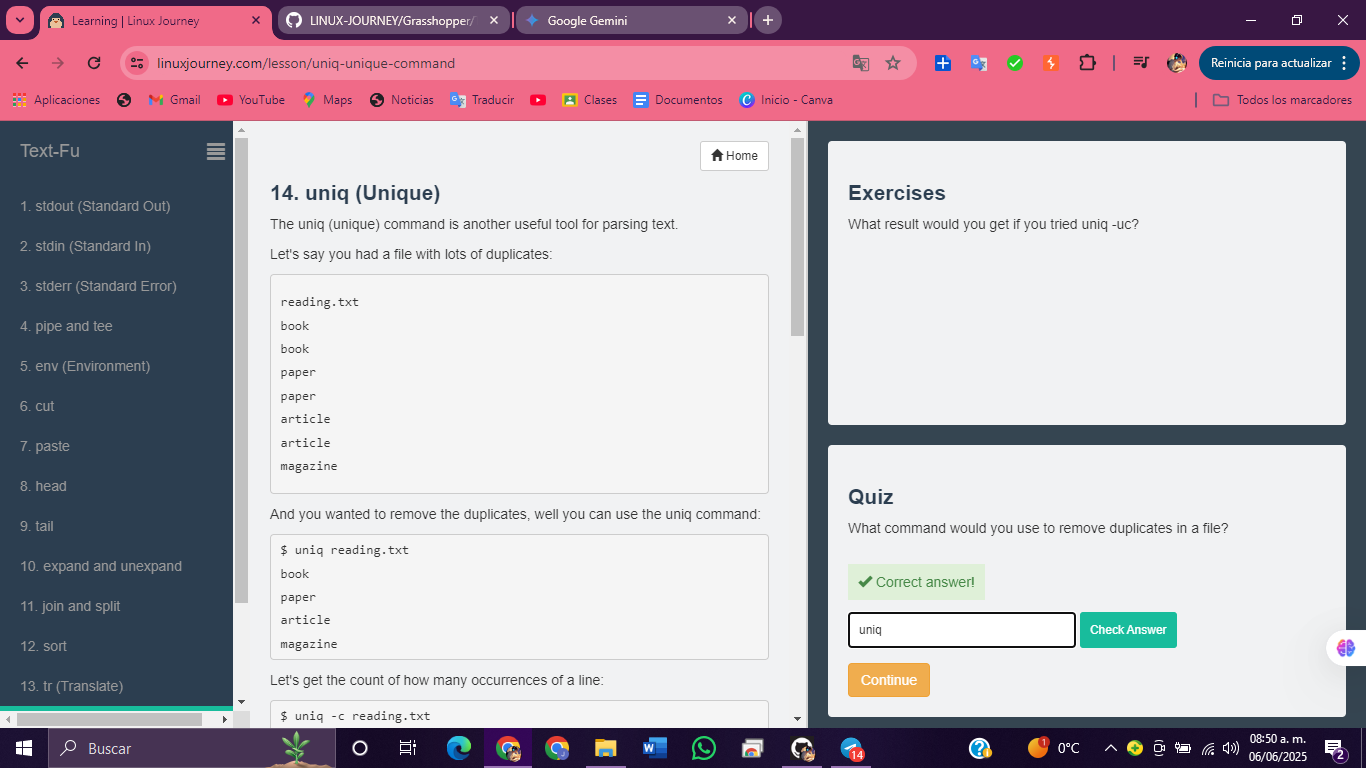 Learning | Linux Journey
LINUX-JOURNEY/Grasshopper/
Google Gemini
linuxjourney.com/lesson/uniq-unique-command
Reinicia para actualizar
Aplicaciones
Gmail
YouTube
Maps
Noticias
Traducir
Clases
Documentos
Inicio - Canva
Todos los marcadores
Text-Fu
1. stdout (Standard Out)
2. stdin (Standard In)
3. stderr (Standard Error)
4. pipe and tee
5. env (Environment)
6. cut
7. paste
8. head
9. tail
10. expand and unexpand
11. join and split
12. sort
13. tr (Translate)
Home
14. uniq (Unique)
The uniq (unique) command is another useful tool for parsing text.
Let's say you had a file with lots of duplicates:
reading.txt
book
book
paper
paper
article
article
magazine
And you wanted to remove the duplicates, well you can use the uniq command:
$ uniq reading.txt
book
paper
article
magazine
Let's get the count of how many occurrences of a line:
$ uniq -c reading.txt
Exercises
What result would you get if you tried uniq -uc?
Quiz
What command would you use to remove duplicates in a file?
Correct answer!
uniq
Check Answer
Continue
Buscar
14
1
0°C
08:50 a. m.
06/06/2025
2